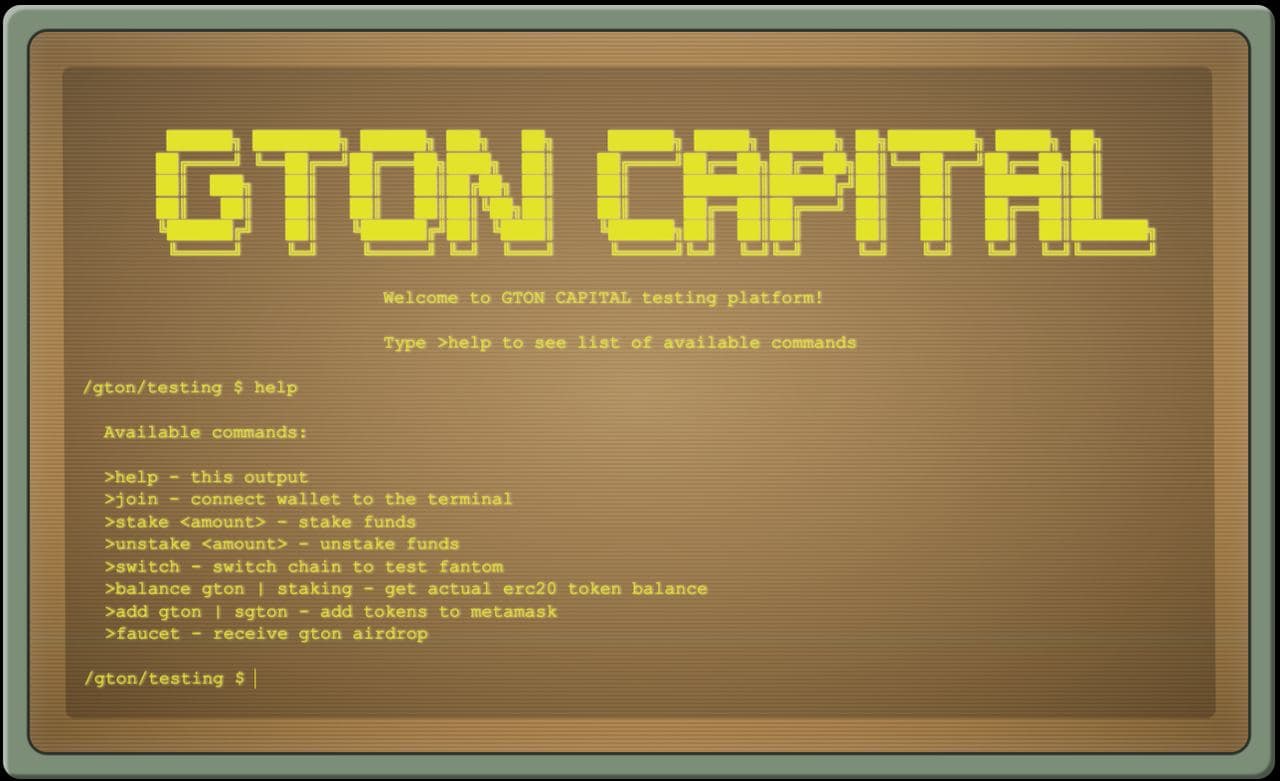 GTON CAPITAL
Welcome to GTON CAPITAL testing platform!
Type >help to see list of available commands
/gton/testing $ help
Available commands:
>help - this output
>join - connect wallet to the terminal
>stake <amount> - stake funds
>unstake <amount> - unstake funds
>switch - switch chain to test fantom
>balance gton | staking - get actual erc20 token balance
>add gton | sgton - add tokens to metamask
>faucet - receive gton airdrop
/gton/testing $